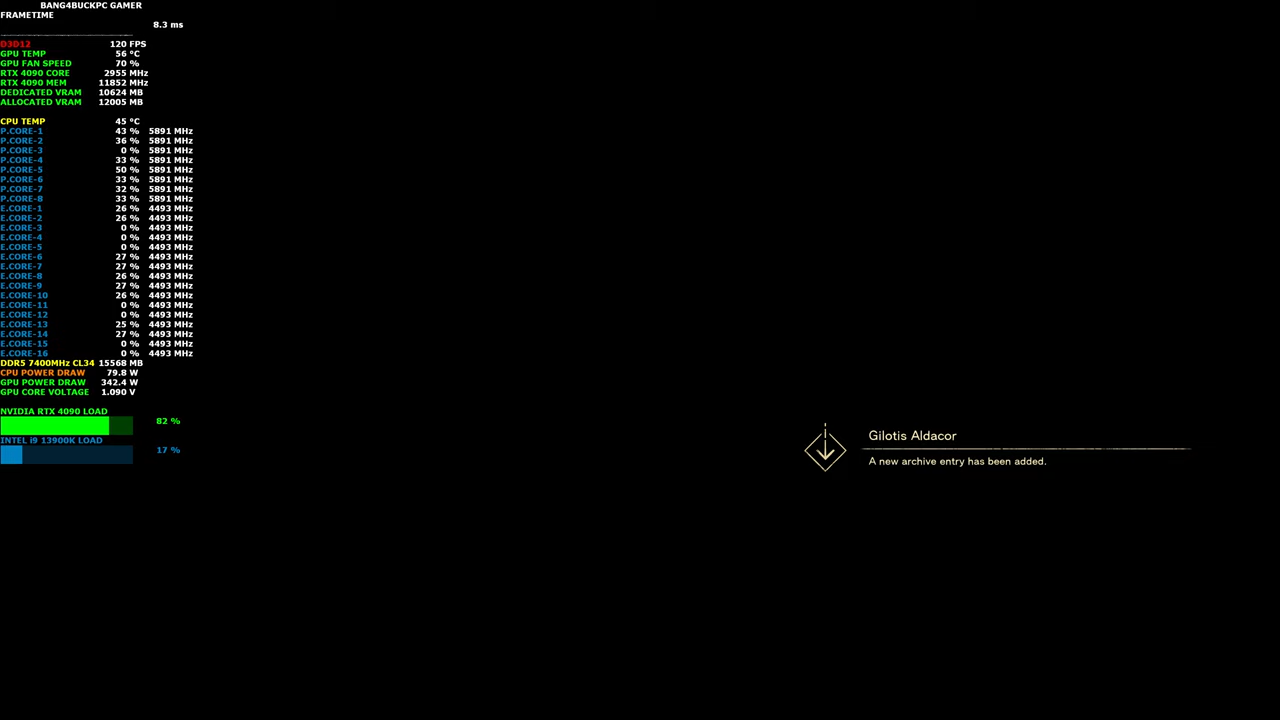 BANG4BUCKPC GAMER
FRAMETIME
8.3 ms
D3D12 120 FPS
GPU TEMP 56 °C
GPU FAN SPEED 70 %
RTX 4090 CORE 2955 MHz
RTX 4090 MEM 11852 MHz
DEDICATED VRAM 10624 MB
ALLOCATED VRAM 12005 MB
CPU TEMP 45 °C
P.CORE-1 43 % 5891 MHz
P.CORE-2 36 % 5891 MHz
P.CORE-3 0 % 5891 MHz
P.CORE-4 33 % 5891 MHz
P.CORE-5 50 % 5891 MHz
P.CORE-6 33 % 5891 MHz
P.CORE-7 32 % 5891 MHz
P.CORE-8 33 % 5891 MHz
E.CORE-1 26 % 4493 MHz
E.CORE-2 26 % 4493 MHz
E.CORE-3 0 % 4493 MHz
E.CORE-4 0 % 4493 MHz
E.CORE-5 0 % 4493 MHz
E.CORE-6 27 % 4493 MHz
E.CORE-7 27 % 4493 MHz
E.CORE-8 26 % 4493 MHz
E.CORE-9 27 % 4493 MHz
E.CORE-10 26 % 4493 MHz
E.CORE-11 0 % 4493 MHz
E.CORE-12 0 % 4493 MHz
E.CORE-13 25 % 4493 MHz
E.CORE-14 27 % 4493 MHz
E.CORE-15 0 % 4493 MHz
E.CORE-16 0 % 4493 MHz
DDR5 7400MHz CL34 15568 MB
CPU POWER DRAW 79.8 W
GPU POWER DRAW 342.4 W
GPU CORE VOLTAGE 1.090 V
NVIDIA RTX 4090 LOAD
82 %
INTEL i9 13900K LOAD
17 %
Gilotis Aldacor
A new archive entry has been added.